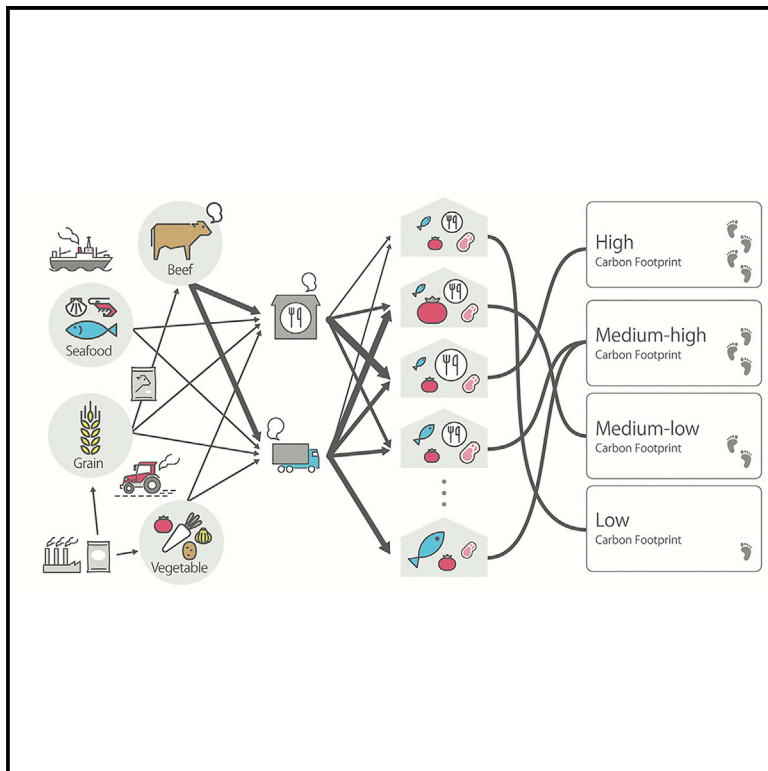 Beef
Seafood
Grain
Vegetable
High
Carbon Footprint
Medium-high
Carbon Footprint
Medium-low
Carbon Footprint
Low
Carbon Footprint